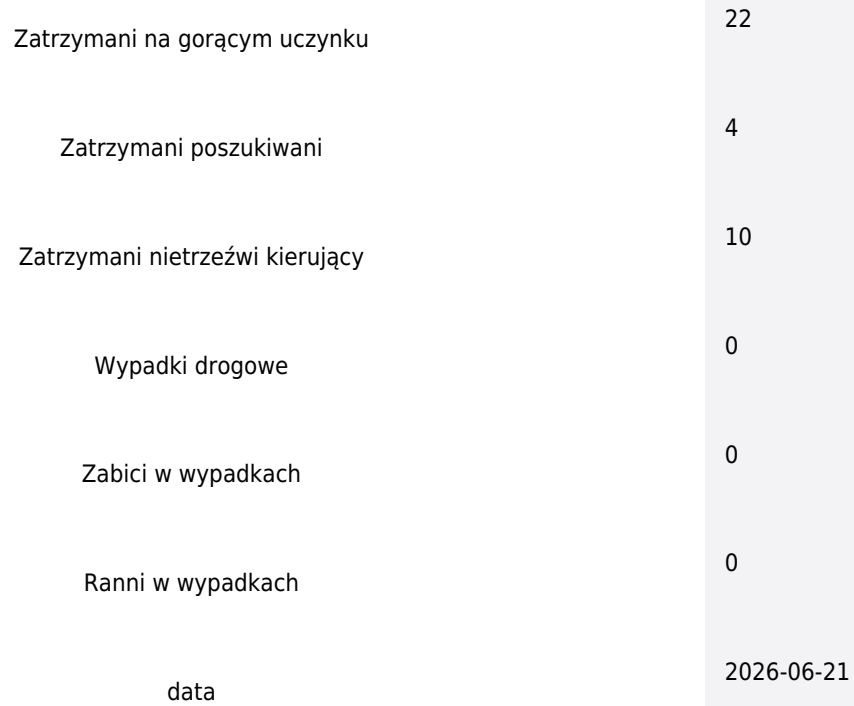 Zatrzymani na gorącym uczynku 22
Zatrzymani poszukiwani 4
Zatrzymani nietrzeźwi kierujący 10
Wypadki drogowe 0
Zabici w wypadkach 0
Ranni w wypadkach 0
data 2026-06-21